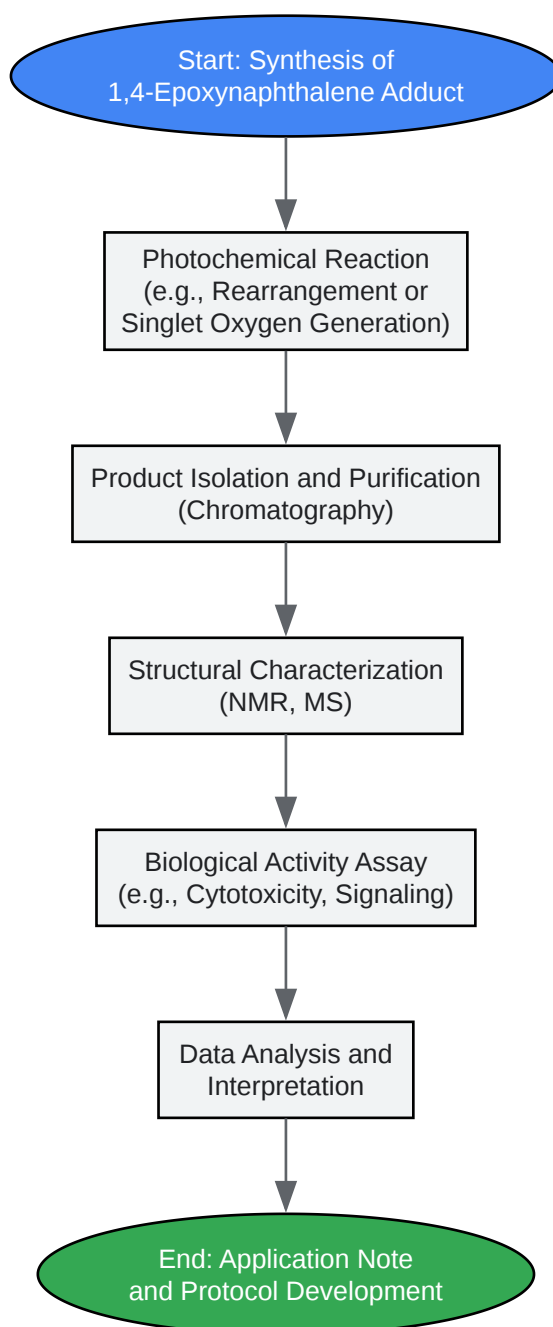 Start: Synthesis of
1,4-Epoxynaphthalene Adduct
Photochemical Reaction
(e.g., Rearrangement or
Singlet Oxygen Generation)
Product Isolation and Purification
(Chromatography)
Structural Characterization
(NMR, MS)
Biological Activity Assay
(e.g., Cytotoxicity, Signaling)
Data Analysis and
Interpretation
End: Application Note
and Protocol Development